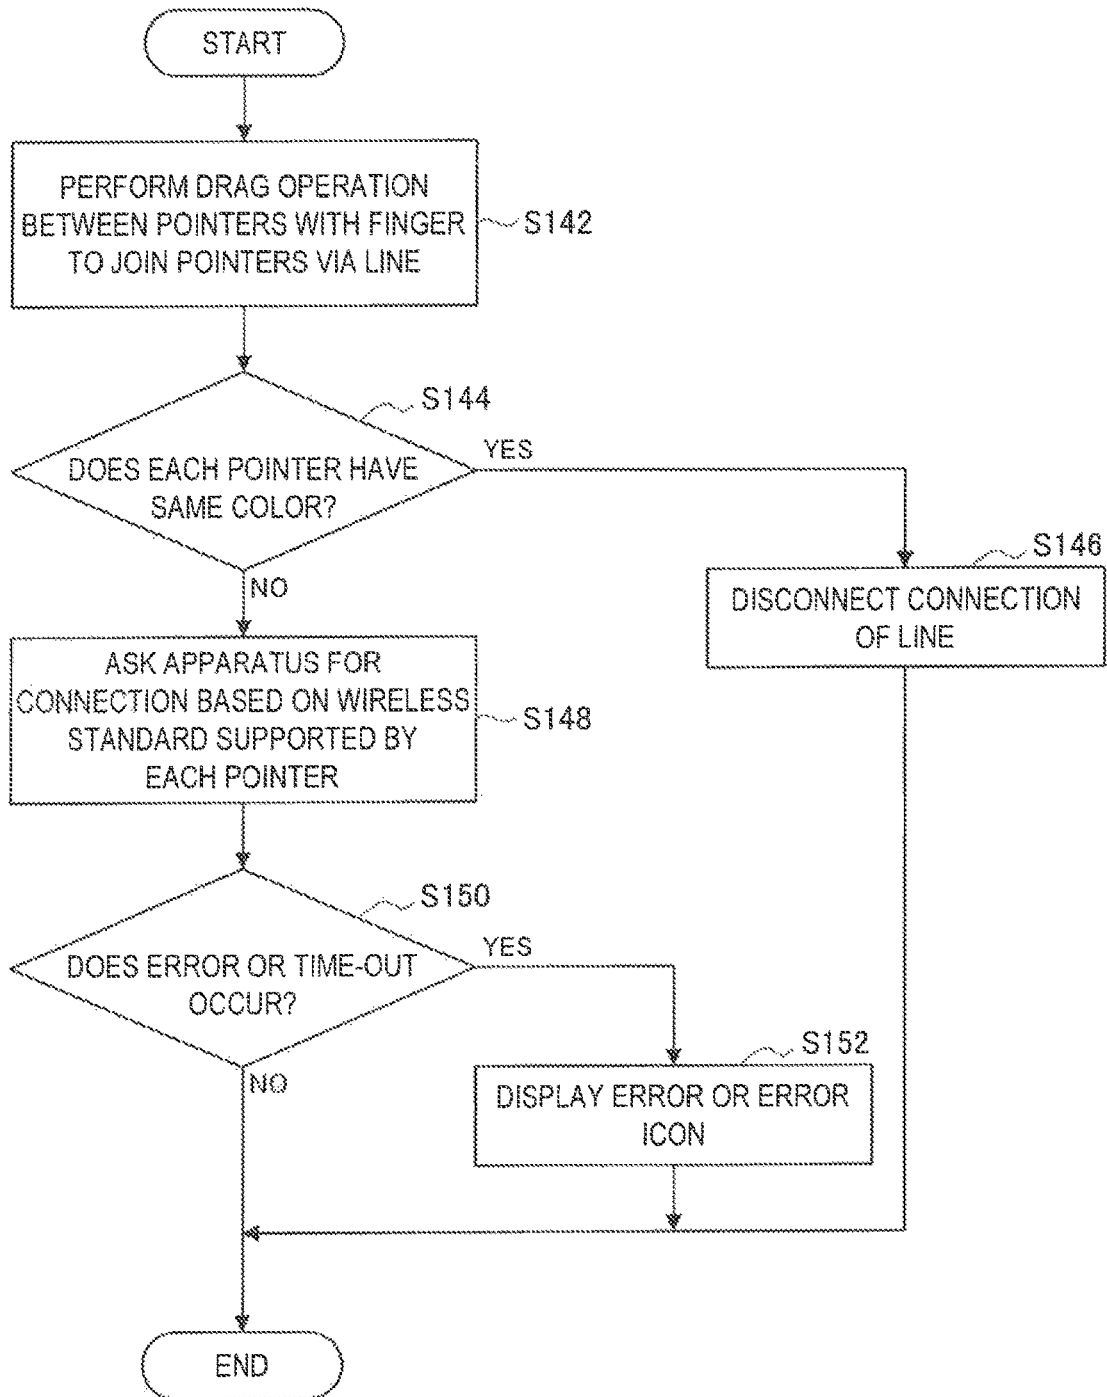 START
PERFORM DRAG OPERATION
BETWEEN POINTERS WITH FINGER
TO JOIN POINTERS VIA LINE
S142
S144
DOES EACH POINTER HAVE
SAME COLOR?
YES
NO
S146
DISCONNECT CONNECTION
OF LINE
ASK APPARATUS FOR
CONNECTION BASED ON WIRELESS
STANDARD SUPPORTED BY
EACH POINTER
S148
S150
DOES ERROR OR TIME-OUT
OCCUR?
YES
NO
S152
DISPLAY ERROR OR ERROR
ICON
END